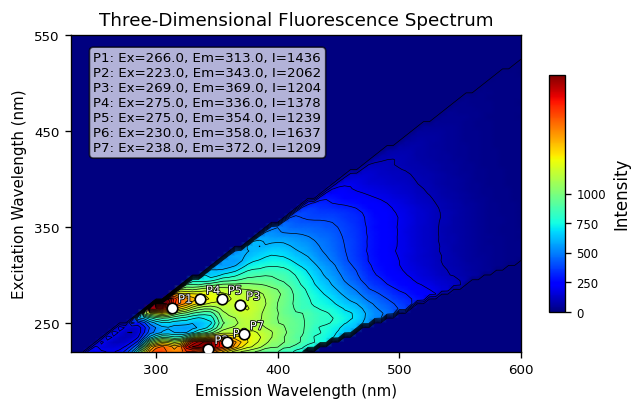 Three-Dimensional Fluorescence Spectrum
P1: Ex=266.0, Em=313.0, I=1436
P2: Ex=223.0, Em=343.0, I=2062
P3: Ex=269.0, Em=369.0, I=1204
P4: Ex=275.0, Em=336.0, I=1378
P5: Ex=275.0, Em=354.0, I=1239
P6: Ex=230.0, Em=358.0, I=1637
P7: Ex=238.0, Em=372.0, I=1209
550
450
350
250
Excitation Wavelength (nm)
P4
P5
P1
P3
P7
300
400
500
600
Emission Wavelength (nm)
1000
750
500
250
0
Intensity